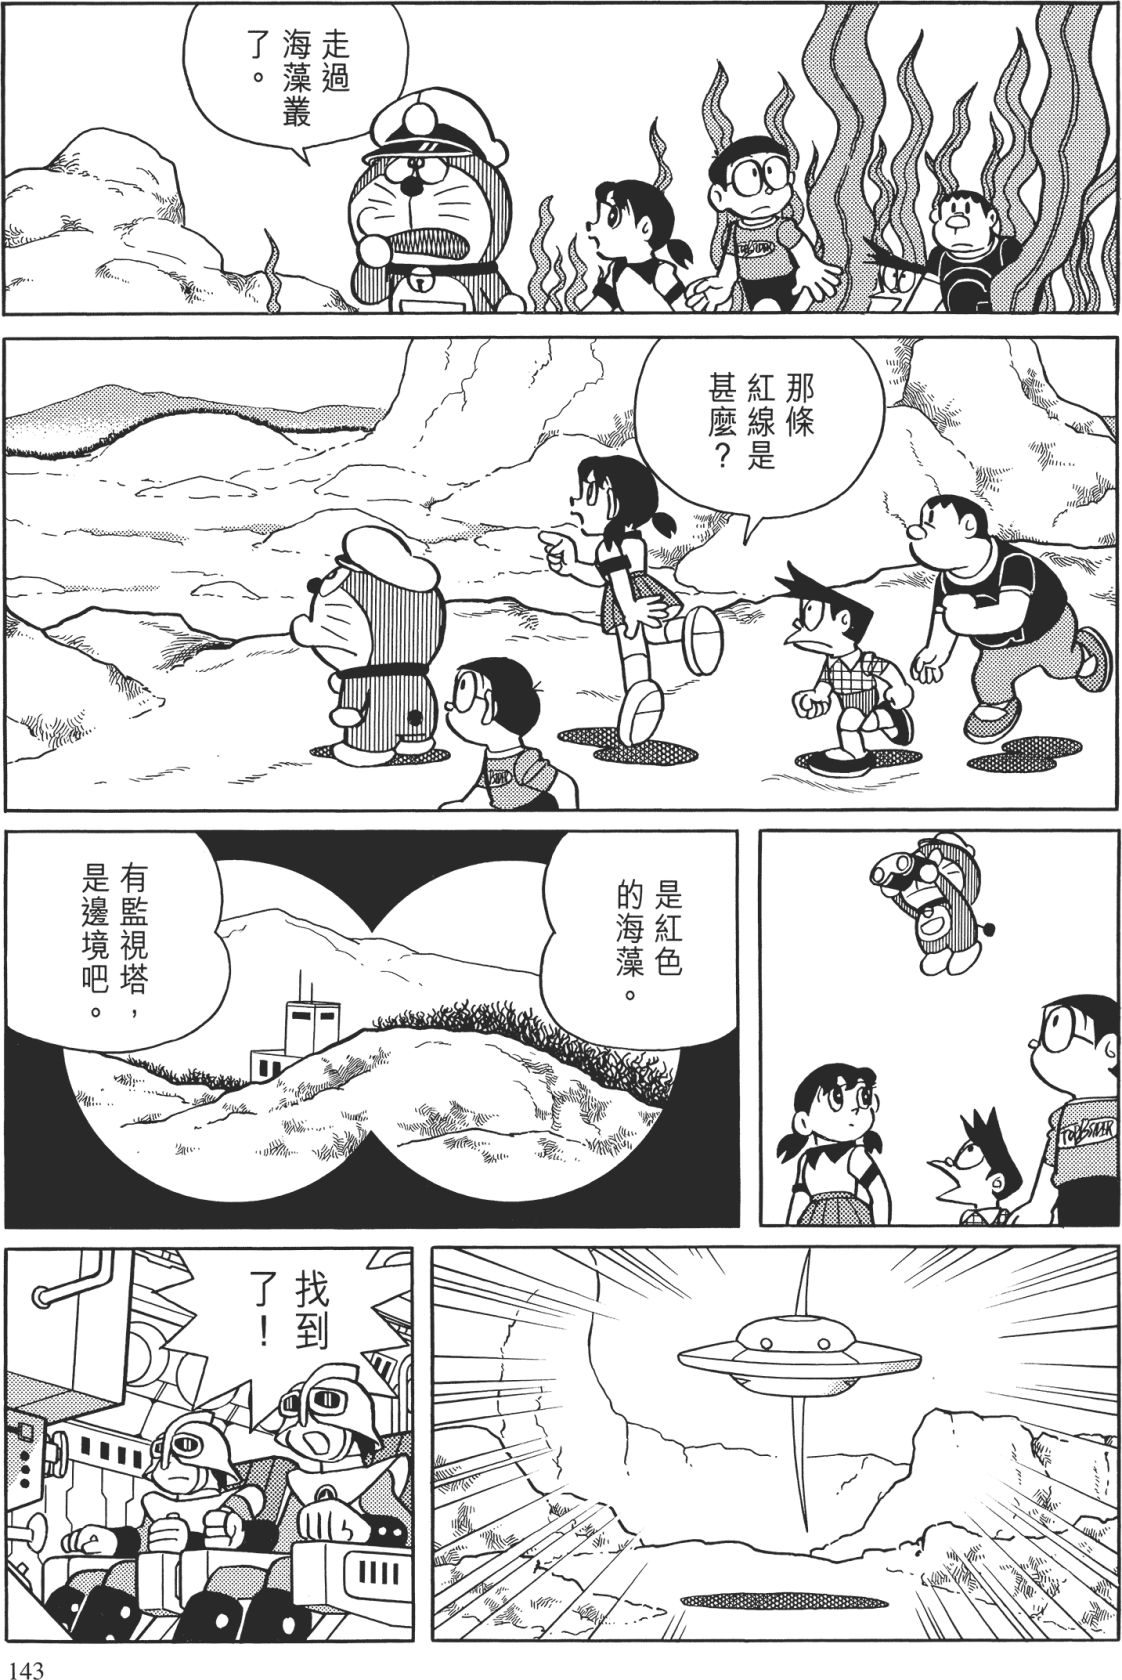 走過
海藻叢
了。
那條
紅線是
甚麼？
是紅色
的海藻。
有監視塔，
是邊境吧。
找到
了！
143